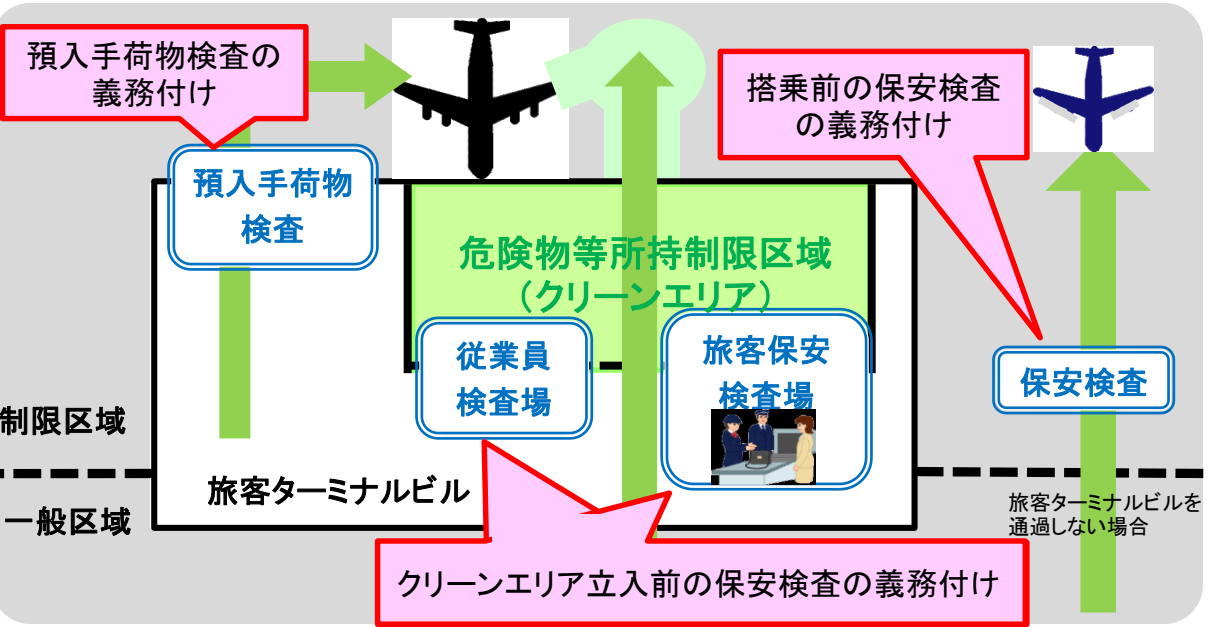 預入手荷物検査の
義務付け
搭乗前の保安検査
の義務付け
預入手荷物
検査
危険物等所持制限区域
（クリーンエリア）
従業員
検査場
旅客保安
検査場
保安検査
制限区域
旅客ターミナルビル
一般区域
旅客ターミナルビルを
通過しない場合
クリーンエリア立入前の保安検査の義務付け